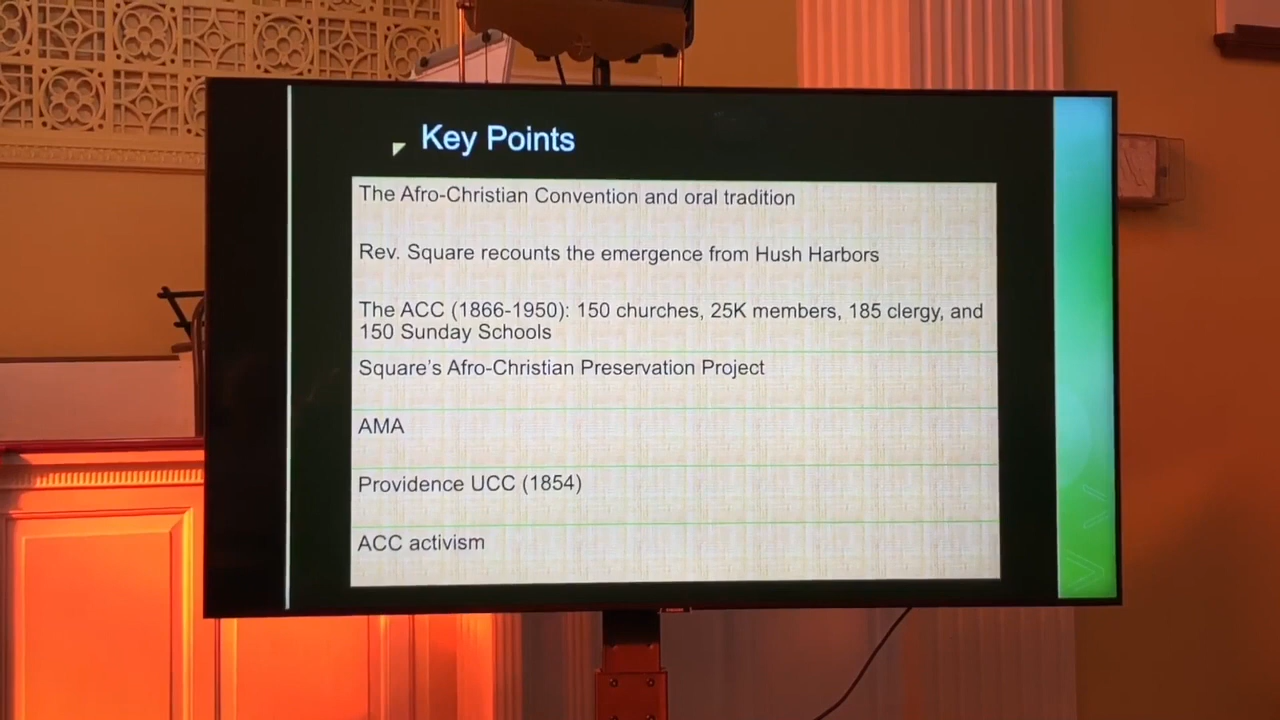 Key Points
The Afro-Christian Convention and oral tradition
Rev. Square recounts the emergence from Hush Harbors
The ACC (1866-1950): 150 churches, 25K members, 185 clergy, and
150 Sunday Schools
Square’s Afro-Christian Preservation Project
AMA
Providence UCC (1854)
ACC activism